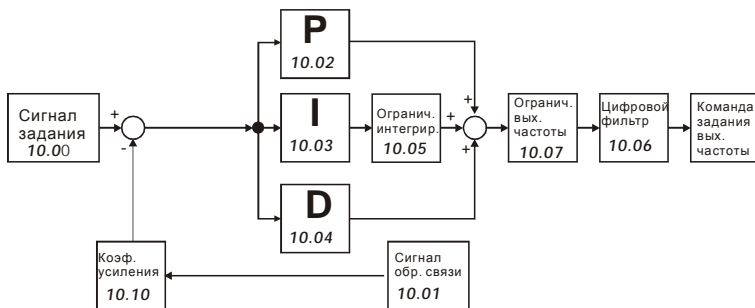 P
10.02
+
+
Сигнал
задания
10.00
-
I
10.03
Огранич.
интегрир.
10.05
+
+
Огранич.
вых.
частоты
10.07
Цифровой
фильтр
10.06
Команда
задания
вых.
частоты
D
10.04
Коэф.
усиления
10.10
Сигнал
обр. связи
10.01